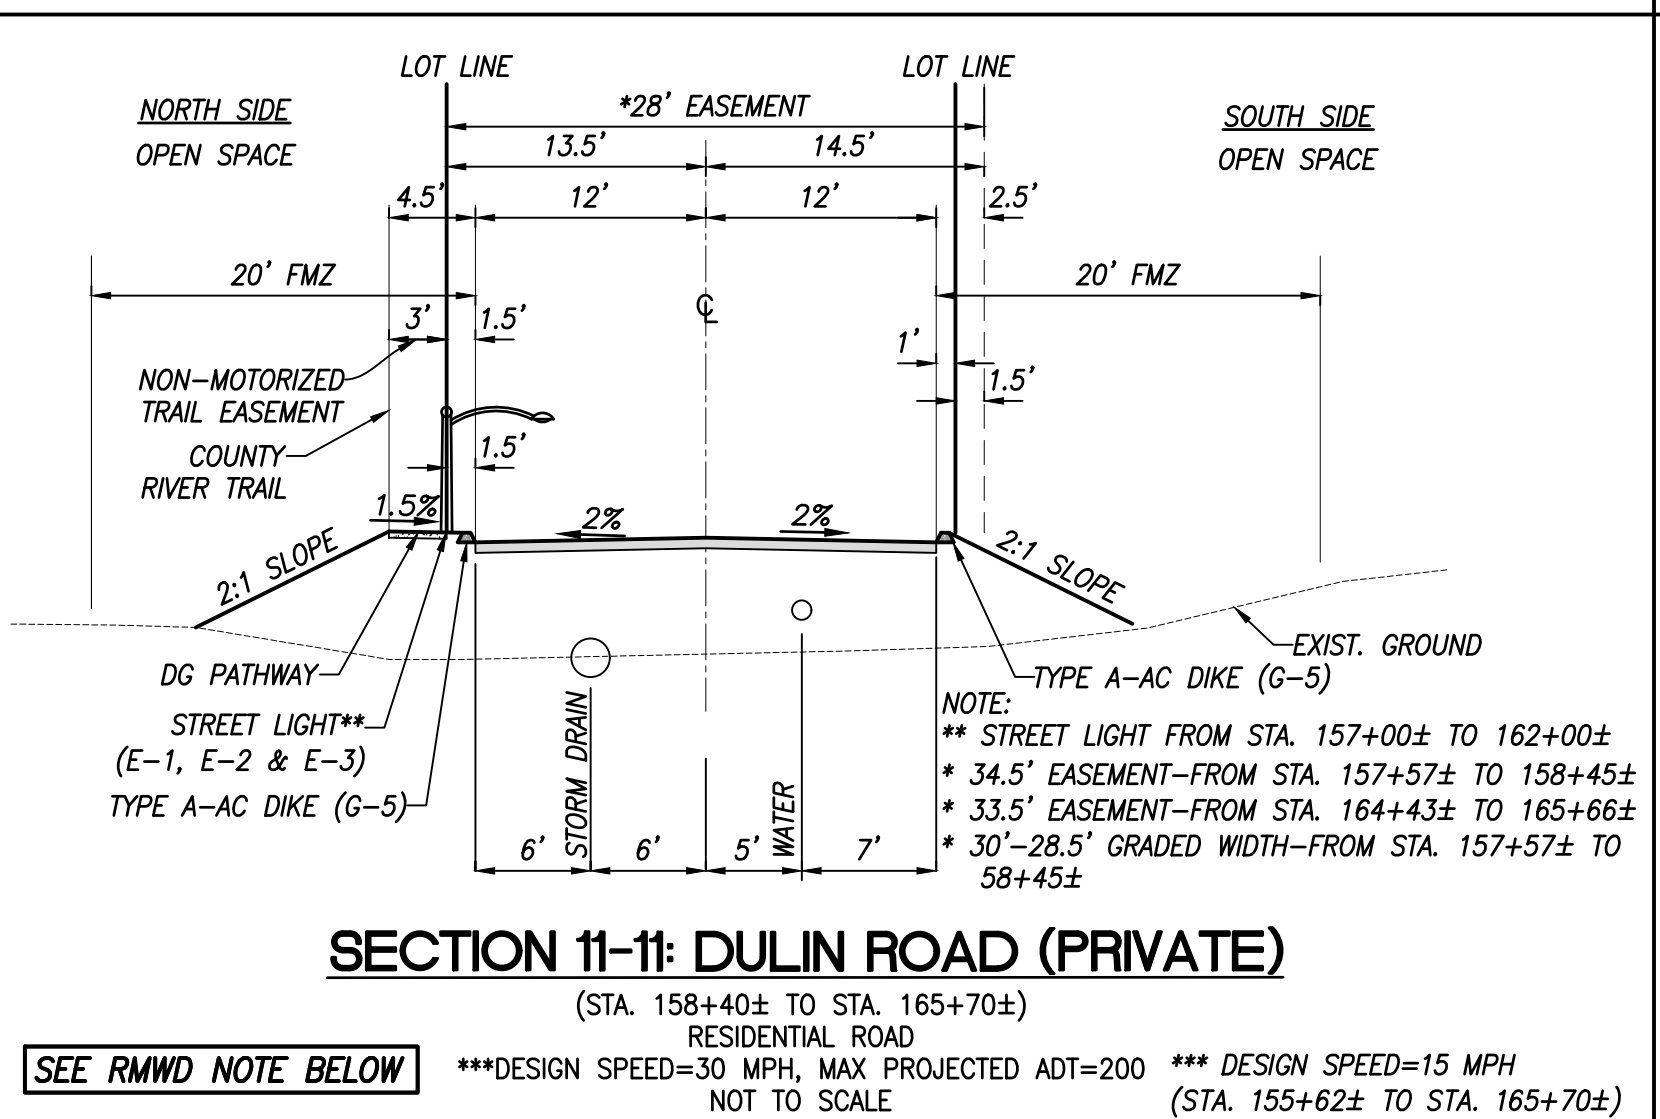 LOT LINE
LOT LINE
NORTH SIDE
OPEN SPACE
*28' EASEMENT
SOUTH SIDE
OPEN SPACE
13.5'
14.5'
4.5'
12'
12'
2.5'
20' FMZ
20' FMZ
℄
3'
1.5'
1'
NON-MOTORIZED
TRAIL EASEMENT
1.5'
COUNTY
RIVER TRAIL
1.5'
1.5%
2%
2%
2:1 SLOPE
2:1 SLOPE
EXIST. GROUND
DG PATHWAY
TYPE A-AC DIKE (G-5)
STREET LIGHT**
(E-1, E-2 & E-3)
TYPE A-AC DIKE (G-5)
STORM DRAIN
WATER
6'
6'
5'
7'
NOTE:
** STREET LIGHT FROM STA. 157+00± TO 162+00±
* 34.5' EASEMENT-FROM STA. 157+57± TO 158+45±
* 33.5' EASEMENT-FROM STA. 164+43± TO 165+66±
* 30'-28.5' GRADED WIDTH-FROM STA. 157+57± TO
58+45±
SECTION 11-11: DULIN ROAD (PRIVATE)
(STA. 158+40± TO STA. 165+70±)
RESIDENTIAL ROAD
***DESIGN SPEED=30 MPH, MAX PROJECTED ADT=200
NOT TO SCALE
*** DESIGN SPEED=15 MPH
(STA. 155+62± TO STA. 165+70±)
SEE RMWD NOTE BELOW